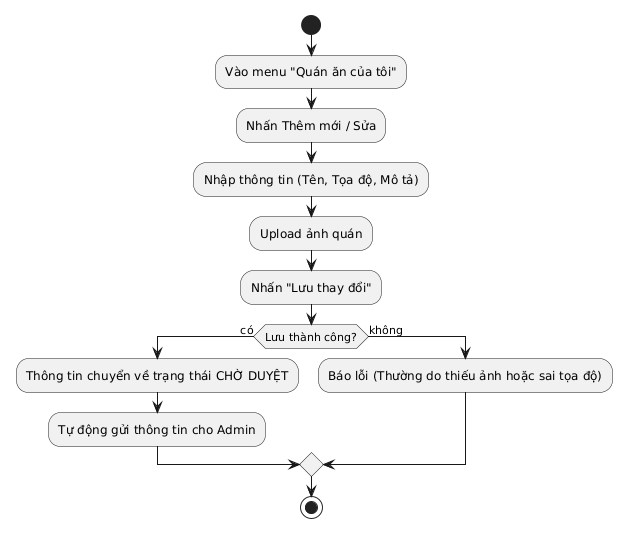 Vào menu "Quán ăn của tôi"
Nhấn Thêm mới / Sửa
Nhập thông tin (Tên, Tọa độ, Mô tả)
Upload ảnh quán
Nhấn "Lưu thay đổi"
có
Lưu thành công?
không
Thông tin chuyển về trạng thái CHỜ DUYỆT
Báo lỗi (Thường do thiếu ảnh hoặc sai tọa độ)
Tự động gửi thông tin cho Admin